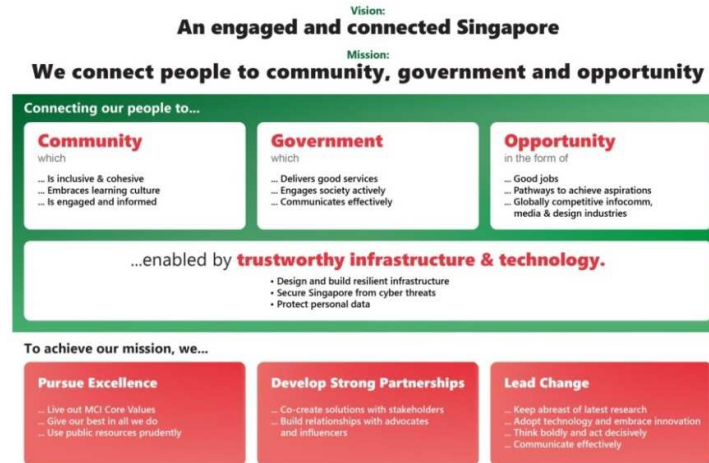 Vision:
An engaged and connected Singapore
Mission:
We connect people to community, government and opportunity
Connecting our people to...
Community
which
... Is inclusive & cohesive
... Embraces learning culture
... Is engaged and informed
Government
which
... Delivers good services
... Engages society actively
... Communicates effectively
Opportunity
in the form of
... Good jobs
... Pathways to achieve aspirations
... Globally competitive infocomm,
media & design industries
...enabled by trustworthy infrastructure & technology.
• Design and build resilient infrastructure
• Secure Singapore from cyber threats
• Protect personal data
To achieve our mission, we...
Pursue Excellence
... Live out MCI Core Values
... Give our best in all we do
... Use public resources prudently
Develop Strong Partnerships
... Co-create solutions with stakeholders
... Build relationships with advocates
and influencers
Lead Change
... Keep abreast of latest research
... Adopt technology and embrace innovation
... Think boldly and act decisively
... Communicate effectively